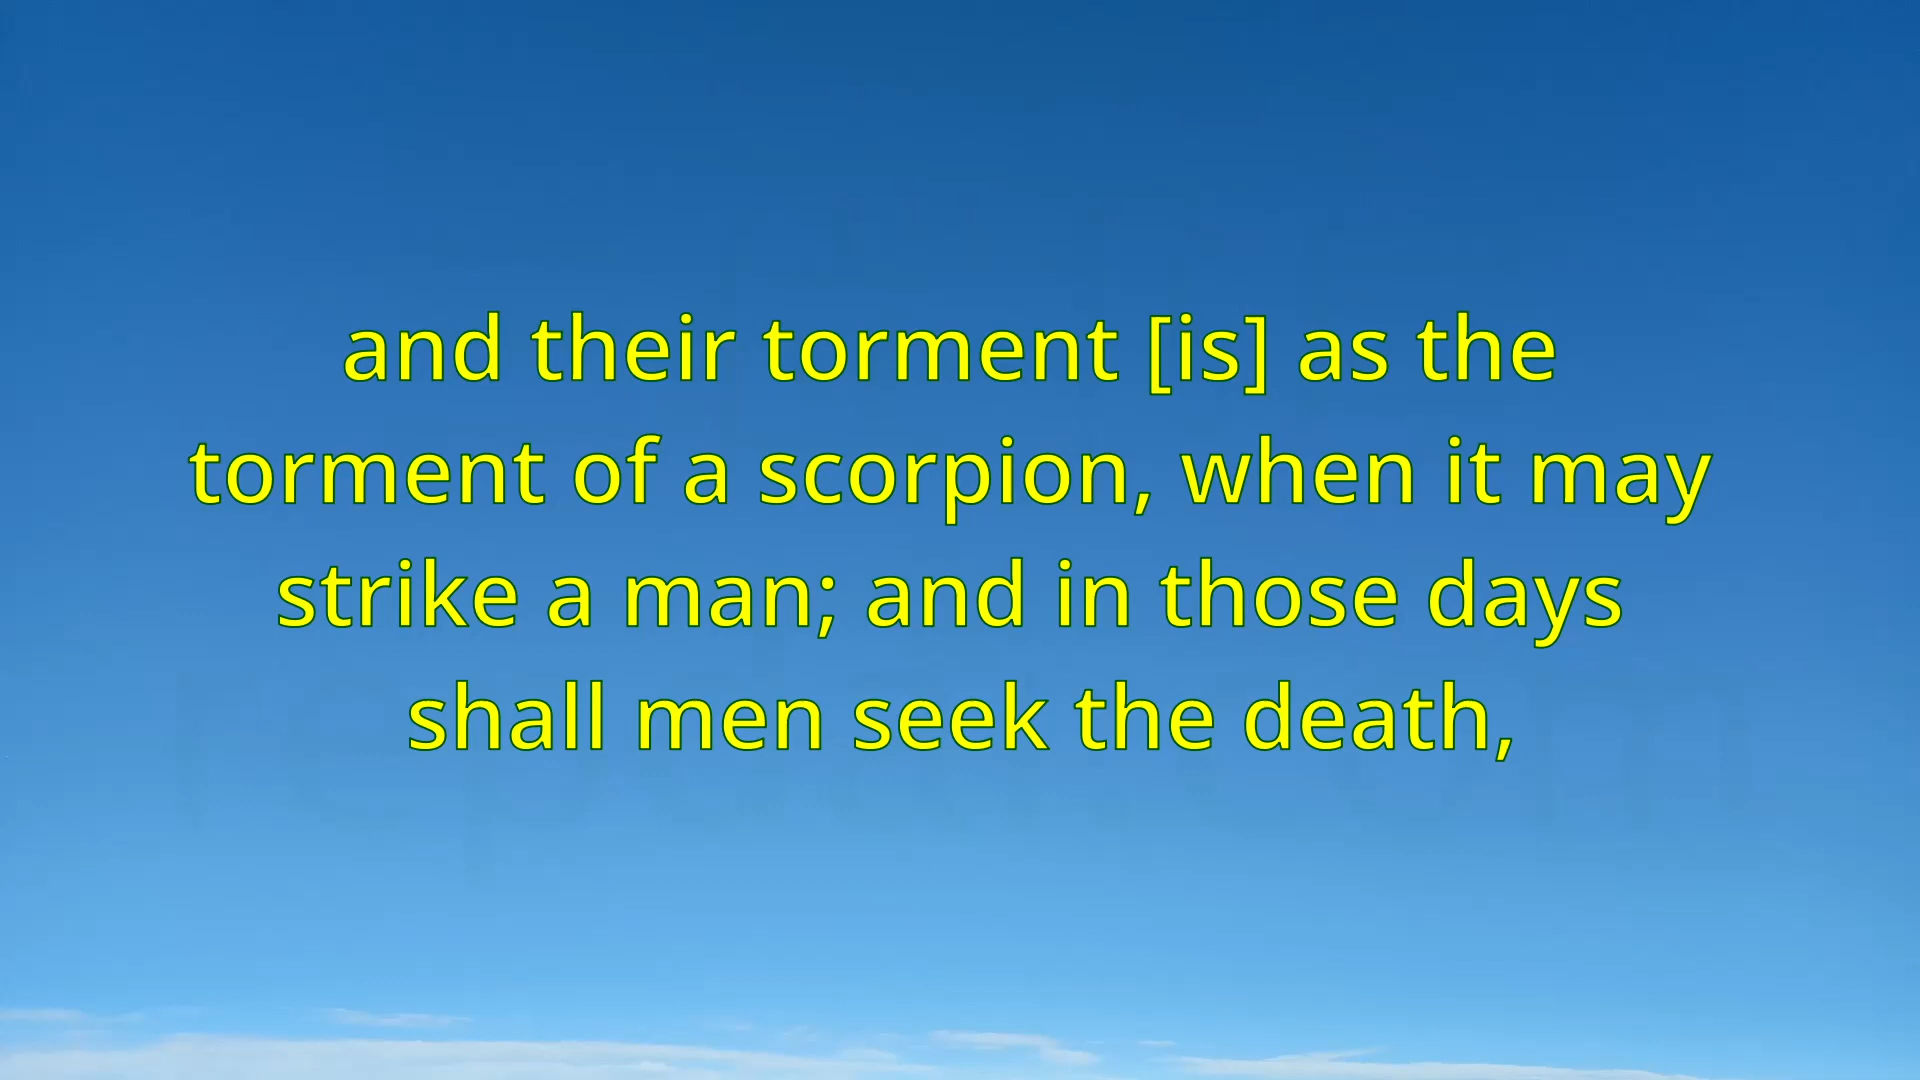 and their torment [is] as the
torment of a scorpion, when it may
strike a man; and in those days
shall men seek the death,